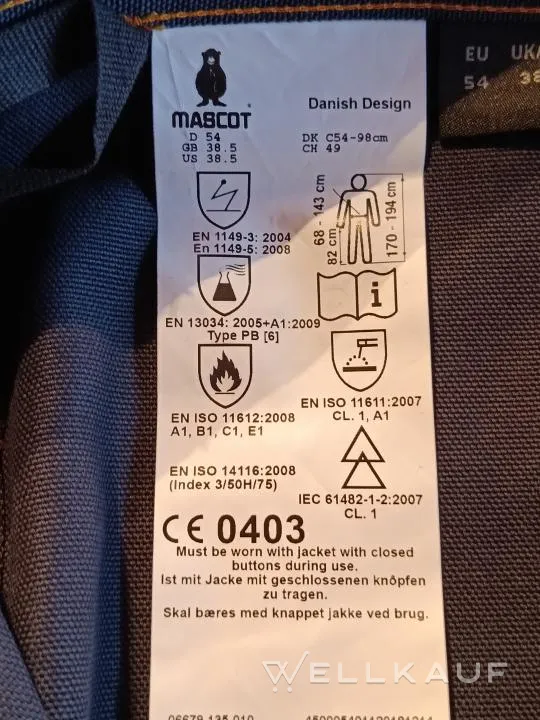 MASCOT
Danish Design
D 54
GB 38.5
US 38.5
DK C54-98cm
CH 49
EU
54
68 - 143 cm
82 cm
170 - 194 cm
EN 1149-3: 2004
En 1149-5: 2008
i
EN 13034: 2005+A1:2009
Type PB [6]
EN ISO 11612:2008
A1, B1, C1, E1
EN ISO 11611:2007
CL. 1, A1
EN ISO 14116:2008
(Index 3/50H/75)
IEC 61482-1-2:2007
CL. 1
CE 0403
Must be worn with jacket with closed
buttons during use.
Ist mit Jacke mit geschlossenen knôpfen
zu tragen.
Skal bæres med knappet jakke ved brug.
WELLKAUF